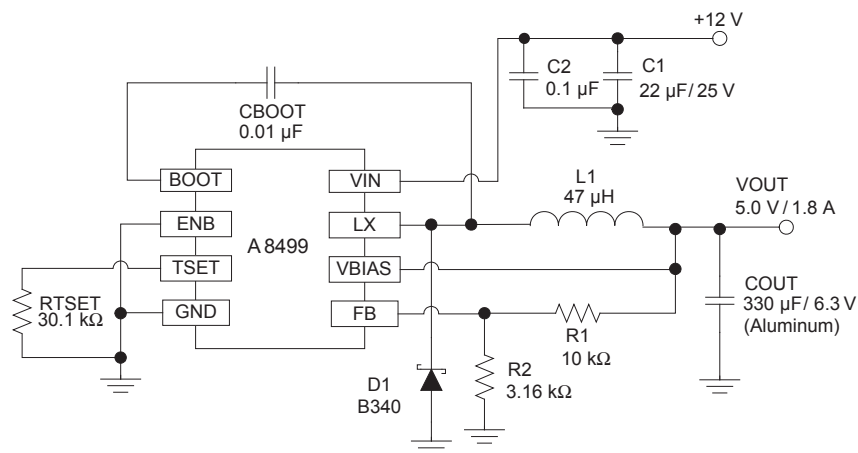 +12 V
C2
0.1 µF
C1
22 µF/ 25 V
CBOOT
0.01 µF
BOOT
VIN
L1
47 µH
VOUT
5.0 V / 1.8 A
ENB
LX
A 8499
TSET
VBIAS
RTSET
30.1 kΩ
GND
FB
COUT
330 µF/ 6.3 V
(Aluminum)
R1
10 kΩ
R2
3.16 kΩ
D1
B340